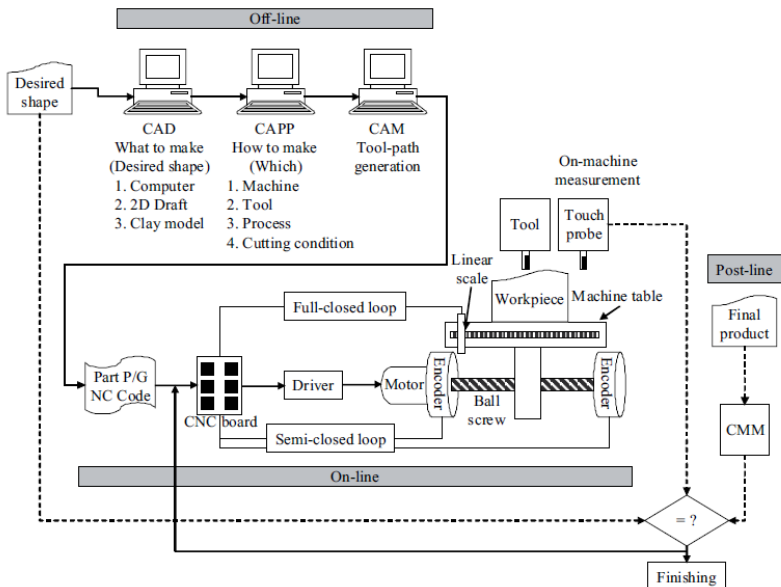 Off-line
Desired
shape
CAD
What to make
(Desired shape)
1. Computer
2. 2D Draft
3. Clay model
CAPP
How to make
(Which)
1. Machine
2. Tool
3. Process
4. Cutting condition
CAM
Tool-path
generation
On-machine
measurement
Tool
Touch
probe
Linear
scale
Workpiece
Machine table
Post-line
Final
product
Full-closed loop
Part P/G
NC Code
CNC board
Driver
Motor
Encoder
Ball
screw
Encoder
Semi-closed loop
CMM
On-line
= ?
Finishing